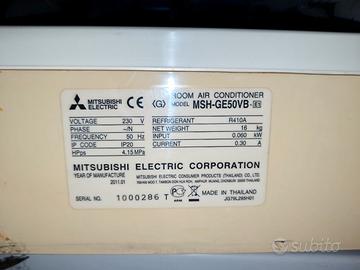 MITSUBISHI ELECTRIC
ROOM AIR CONDITIONER
MODEL MSH-GE50VB - E1
VOLTAGE 230 V
PHASE ~/N
FREQUENCY 50 Hz
IP CODE IP20
HPps 4.15 MPa
REFRIGERANT R410A
NET WEIGHT 16 kg
INPUT 0.060 kW
CURRENT 0.30 A
MITSUBISHI ELECTRIC CORPORATION
YEAR OF MANUFACTURE
2011.01
MITSUBISHI ELECTRIC CONSUMER PRODUCTS (THAILAND) CO., LTD
SERIAL NO. 1000286 T
MADE IN THAILAND
JG79L295H01
subito